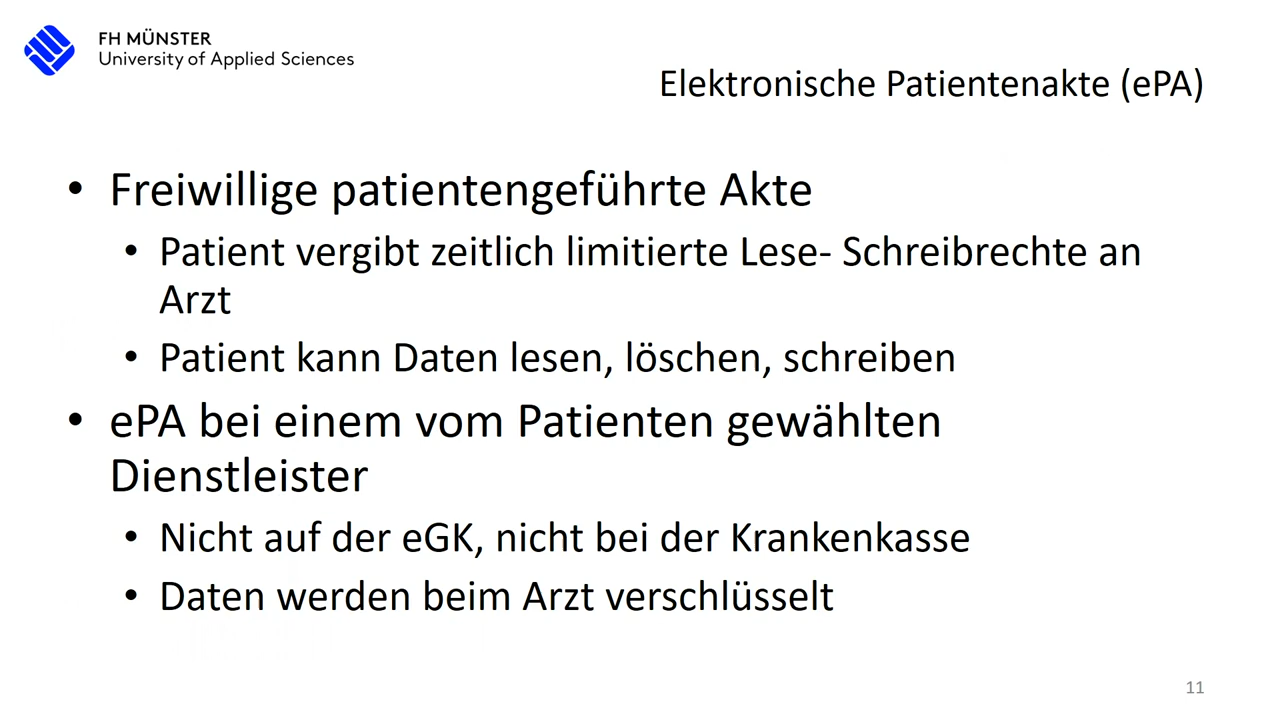 FH MÜNSTER
University of Applied Sciences
Elektronische Patientenakte (ePA)
• Freiwillige patientengeführte Akte
• Patient vergibt zeitlich limitierte Lese- Schreibrechte an
Arzt
• Patient kann Daten lesen, löschen, schreiben
• ePA bei einem vom Patienten gewählten
Dienstleister
• Nicht auf der eGK, nicht bei der Krankenkasse
• Daten werden beim Arzt verschlüsselt
11